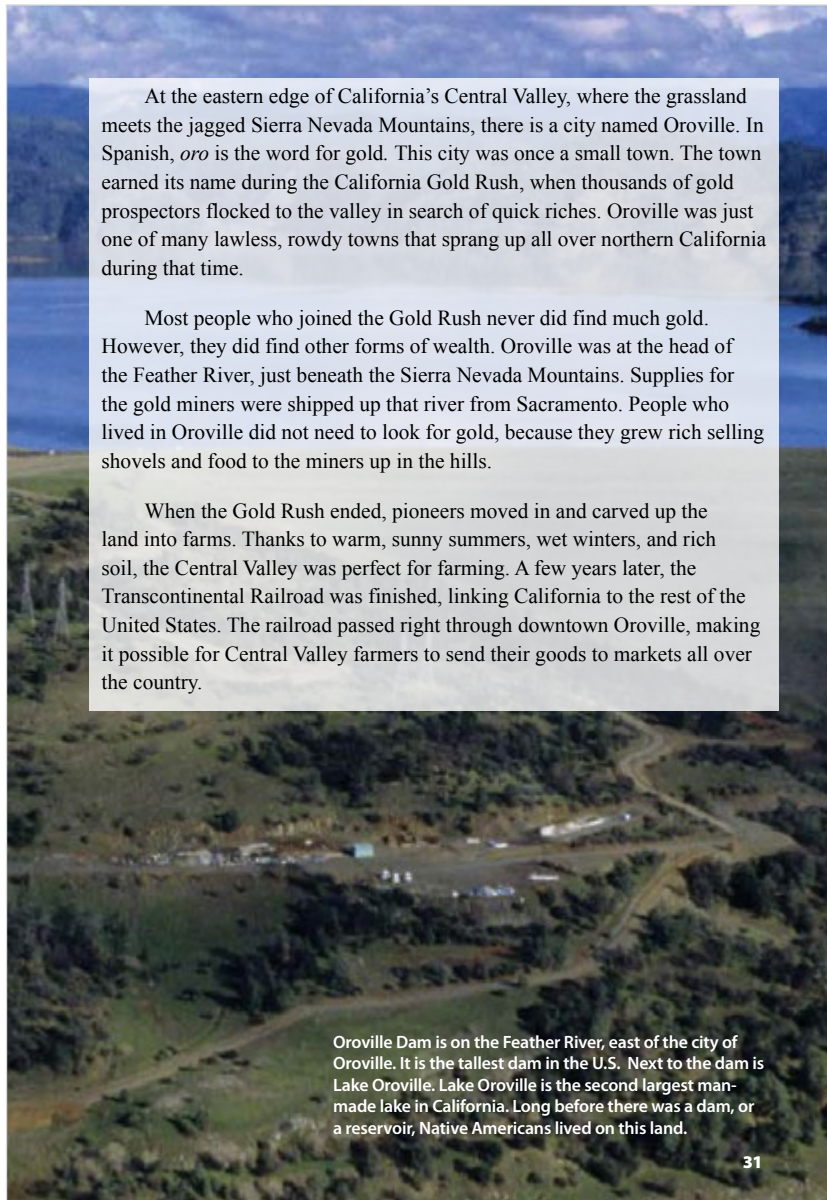 At the eastern edge of California’s Central Valley, where the grassland
meets the jagged Sierra Nevada Mountains, there is a city named Oroville. In
Spanish, oro is the word for gold. This city was once a small town. The town
earned its name during the California Gold Rush, when thousands of gold
prospectors flocked to the valley in search of quick riches. Oroville was just
one of many lawless, rowdy towns that sprang up all over northern California
during that time.
Most people who joined the Gold Rush never did find much gold.
However, they did find other forms of wealth. Oroville was at the head of
the Feather River, just beneath the Sierra Nevada Mountains. Supplies for
the gold miners were shipped up that river from Sacramento. People who
lived in Oroville did not need to look for gold, because they grew rich selling
shovels and food to the miners up in the hills.
When the Gold Rush ended, pioneers moved in and carved up the
land into farms. Thanks to warm, sunny summers, wet winters, and rich
soil, the Central Valley was perfect for farming. A few years later, the
Transcontinental Railroad was finished, linking California to the rest of the
United States. The railroad passed right through downtown Oroville, making
it possible for Central Valley farmers to send their goods to markets all over
the country.
Oroville Dam is on the Feather River, east of the city of
Oroville. It is the tallest dam in the U.S.  Next to the dam is
Lake Oroville. Lake Oroville is the second largest man-
made lake in California. Long before there was a dam, or
a reservoir, Native Americans lived on this land.
31